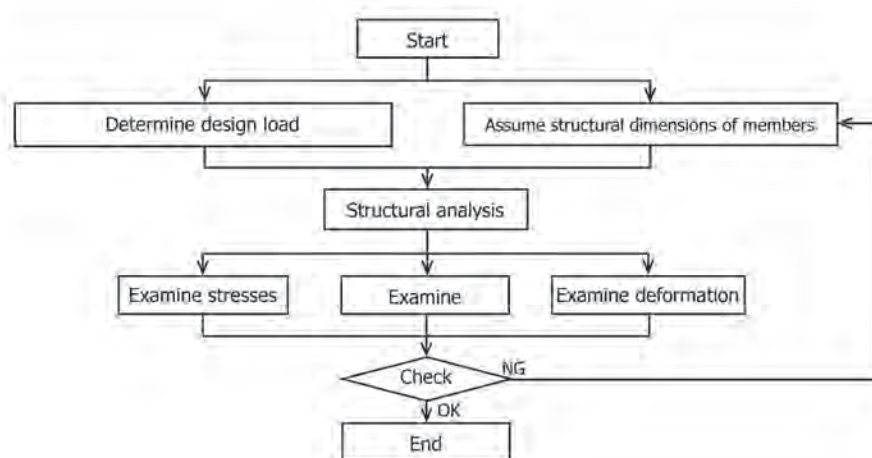 Start
Determine design load
Assume structural dimensions of members
Structural analysis
Examine stresses
Examine
Examine deformation
Check
NG
OK
End